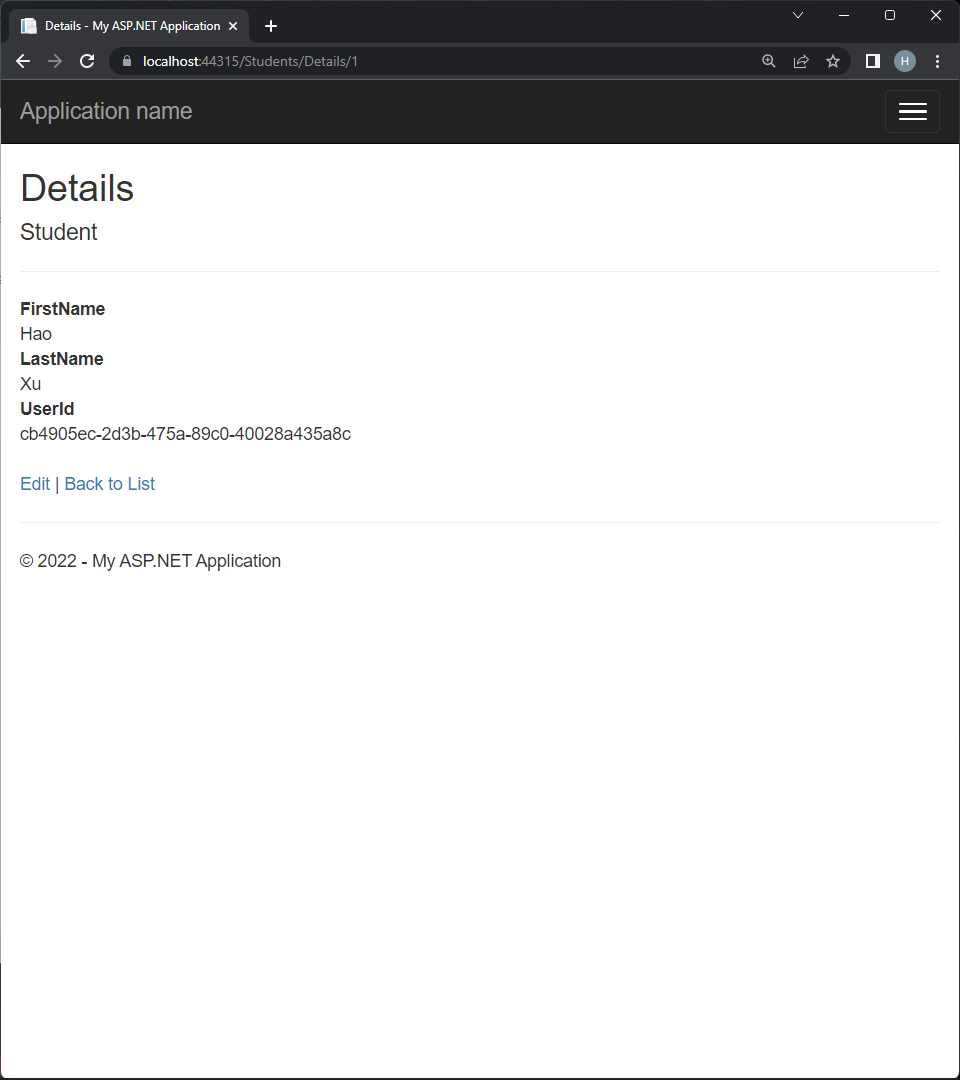 Details - My ASP.NET Application
localhost:44315/Students/Details/1
H
Application name
Details
Student
FirstName
Hao
LastName
Xu
UserId
cb4905ec-2d3b-475a-89c0-40028a435a8c
Edit | Back to List
© 2022 - My ASP.NET Application